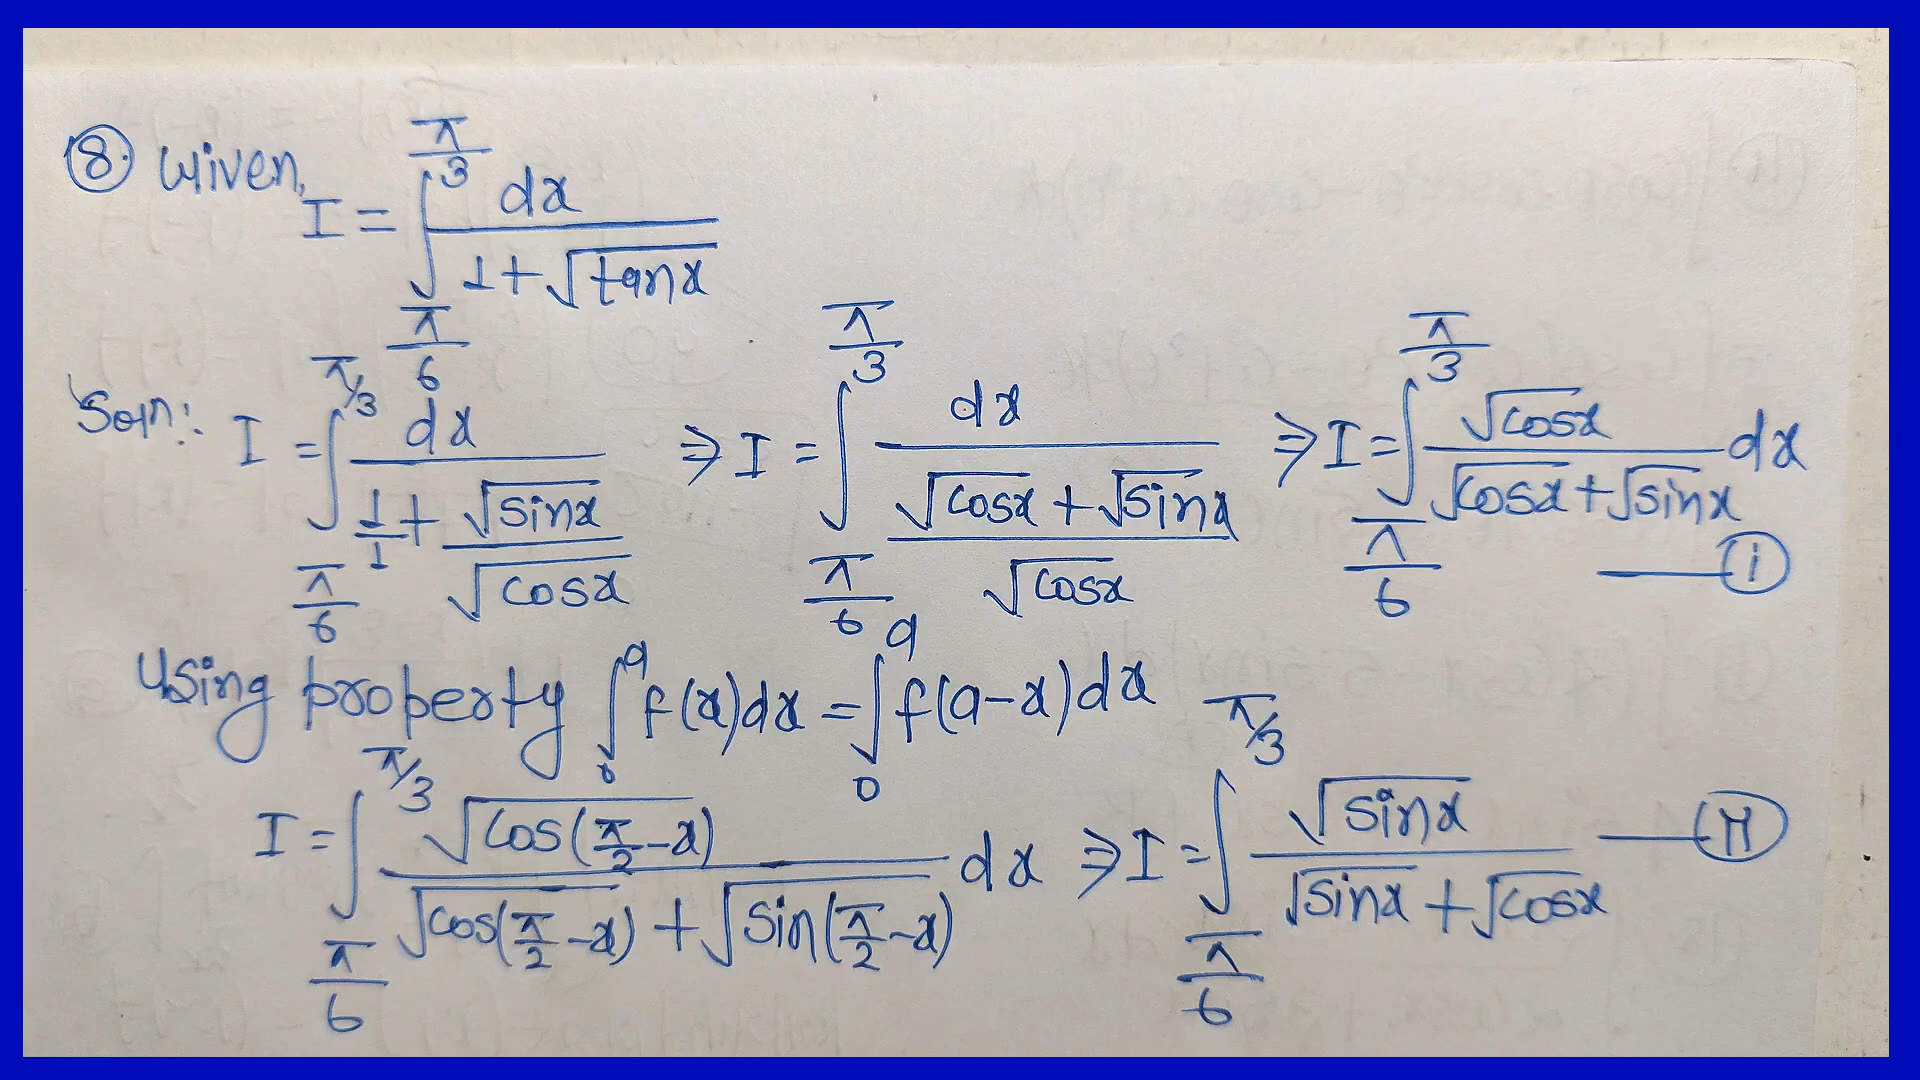 ⑧ Given, I = ∫_{π/6}^{π/3} dx / (1 + √tanx)
Soln: I = ∫_{π/6}^{π/3} dx / (1/1 + √sinx / √cosx) ⇒ I = ∫_{π/6}^{π/3} dx / ((√cosx + √sinx) / √cosx) ⇒ I = ∫_{π/6}^{π/3} √cosx / (√cosx + √sinx) dx —— (i)
Using property ∫_0^a f(x)dx = ∫_0^a f(a-x)dx
I = ∫_{π/6}^{π/3} √cos(π/2 - x) / (√cos(π/2 - x) + √sin(π/2 - x)) dx ⇒ I = ∫_{π/6}^{π/3} √sinx / (√sinx + √cosx) —— (ii)